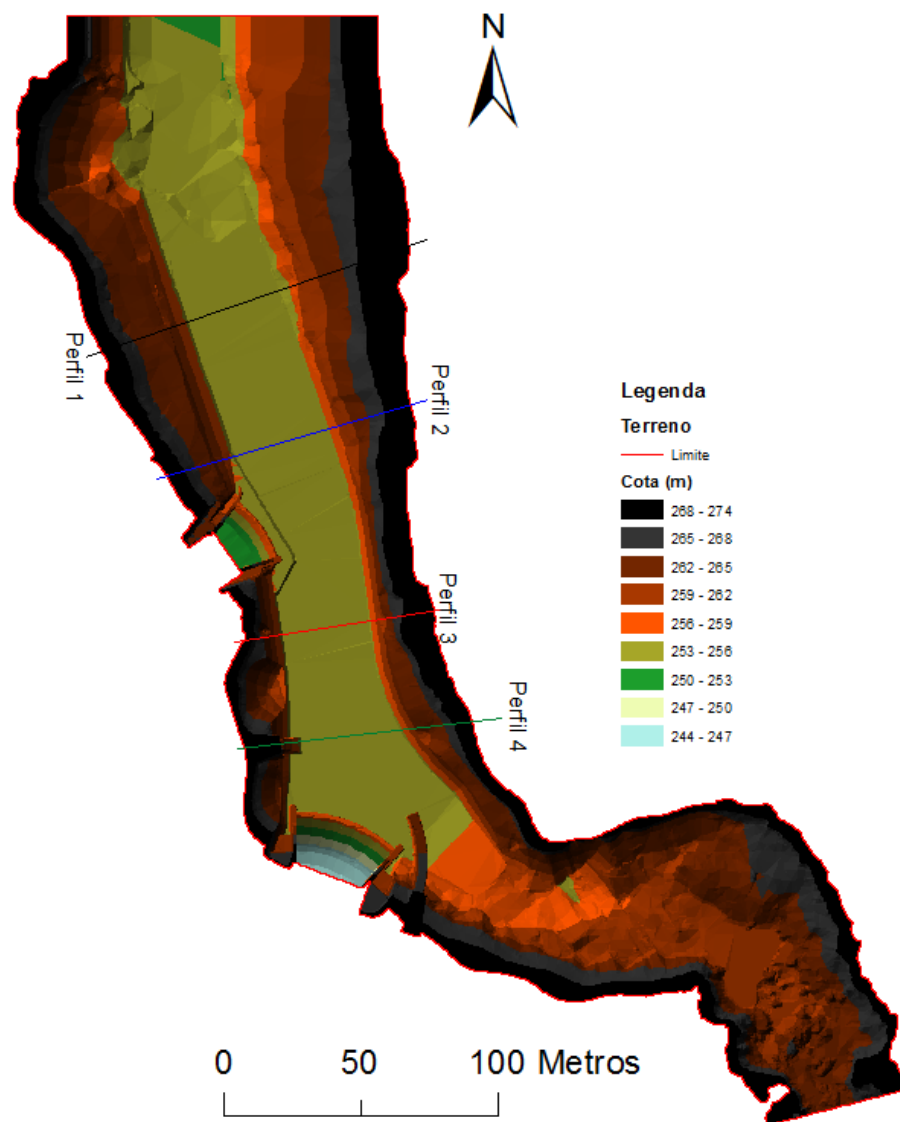 N
Perfil 1
Perfil 2
Perfil 3
Perfil 4
Legenda
Terreno
Limite
Cota (m)
268 - 274
265 - 268
262 - 265
259 - 262
256 - 259
253 - 256
250 - 253
247 - 250
244 - 247
0 50 100 Metros